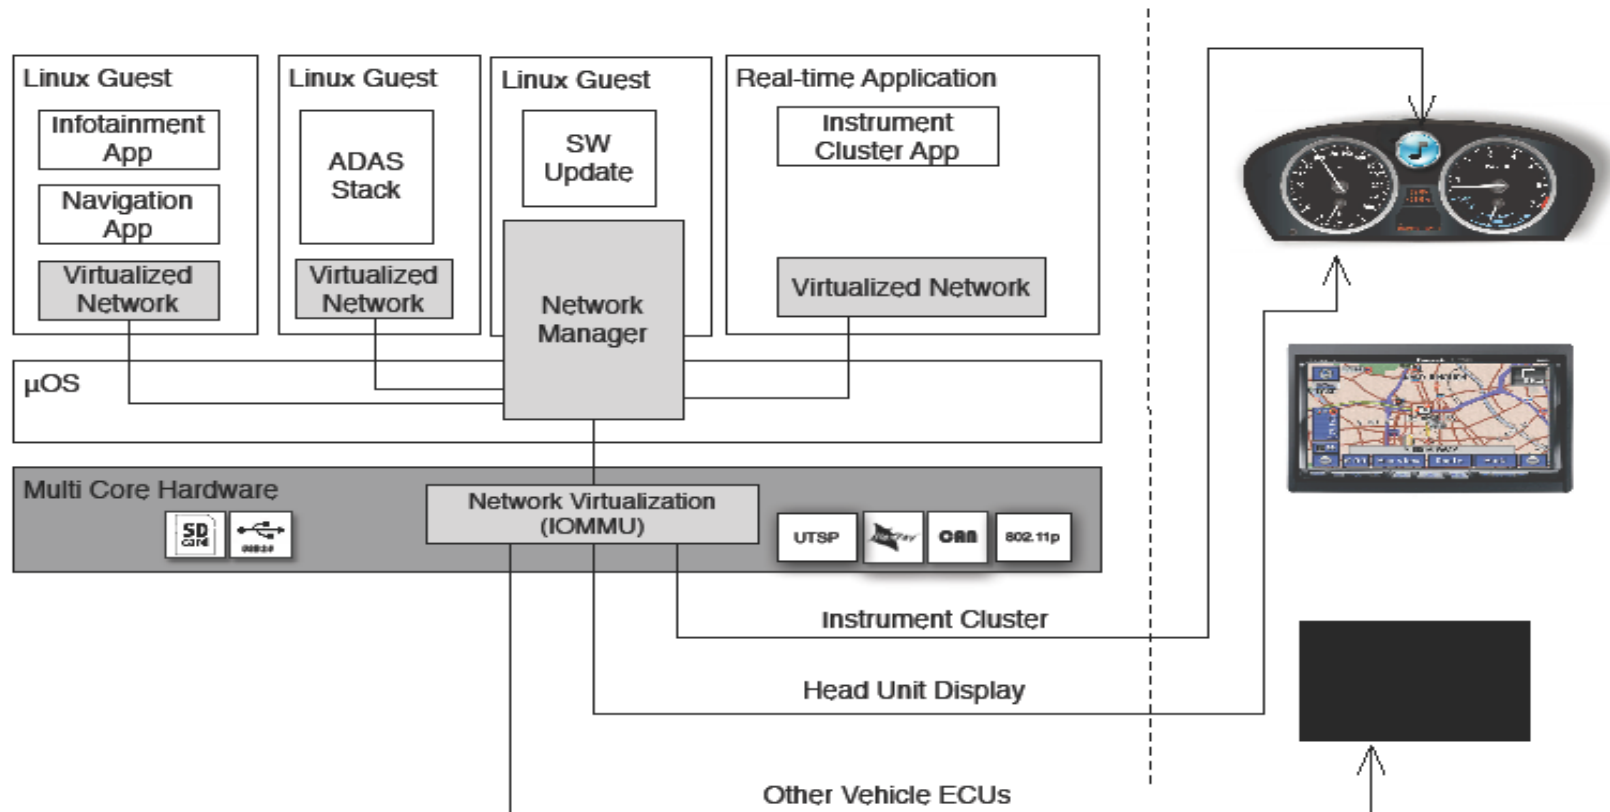 Linux Guest
Infotainment
App
Navigation
App
Virtualized
Network
Linux Guest
ADAS
Stack
Virtualized
Network
Linux Guest
SW
Update
Network
Manager
Real-time Application
Instrument
Cluster App
Virtualized Network
µOS
Multi Core Hardware
SD
card
Network Virtualization
(IOMMU)
UTSP
CAN
802.11p
Instrument Cluster
Head Unit Display
Other Vehicle ECUs